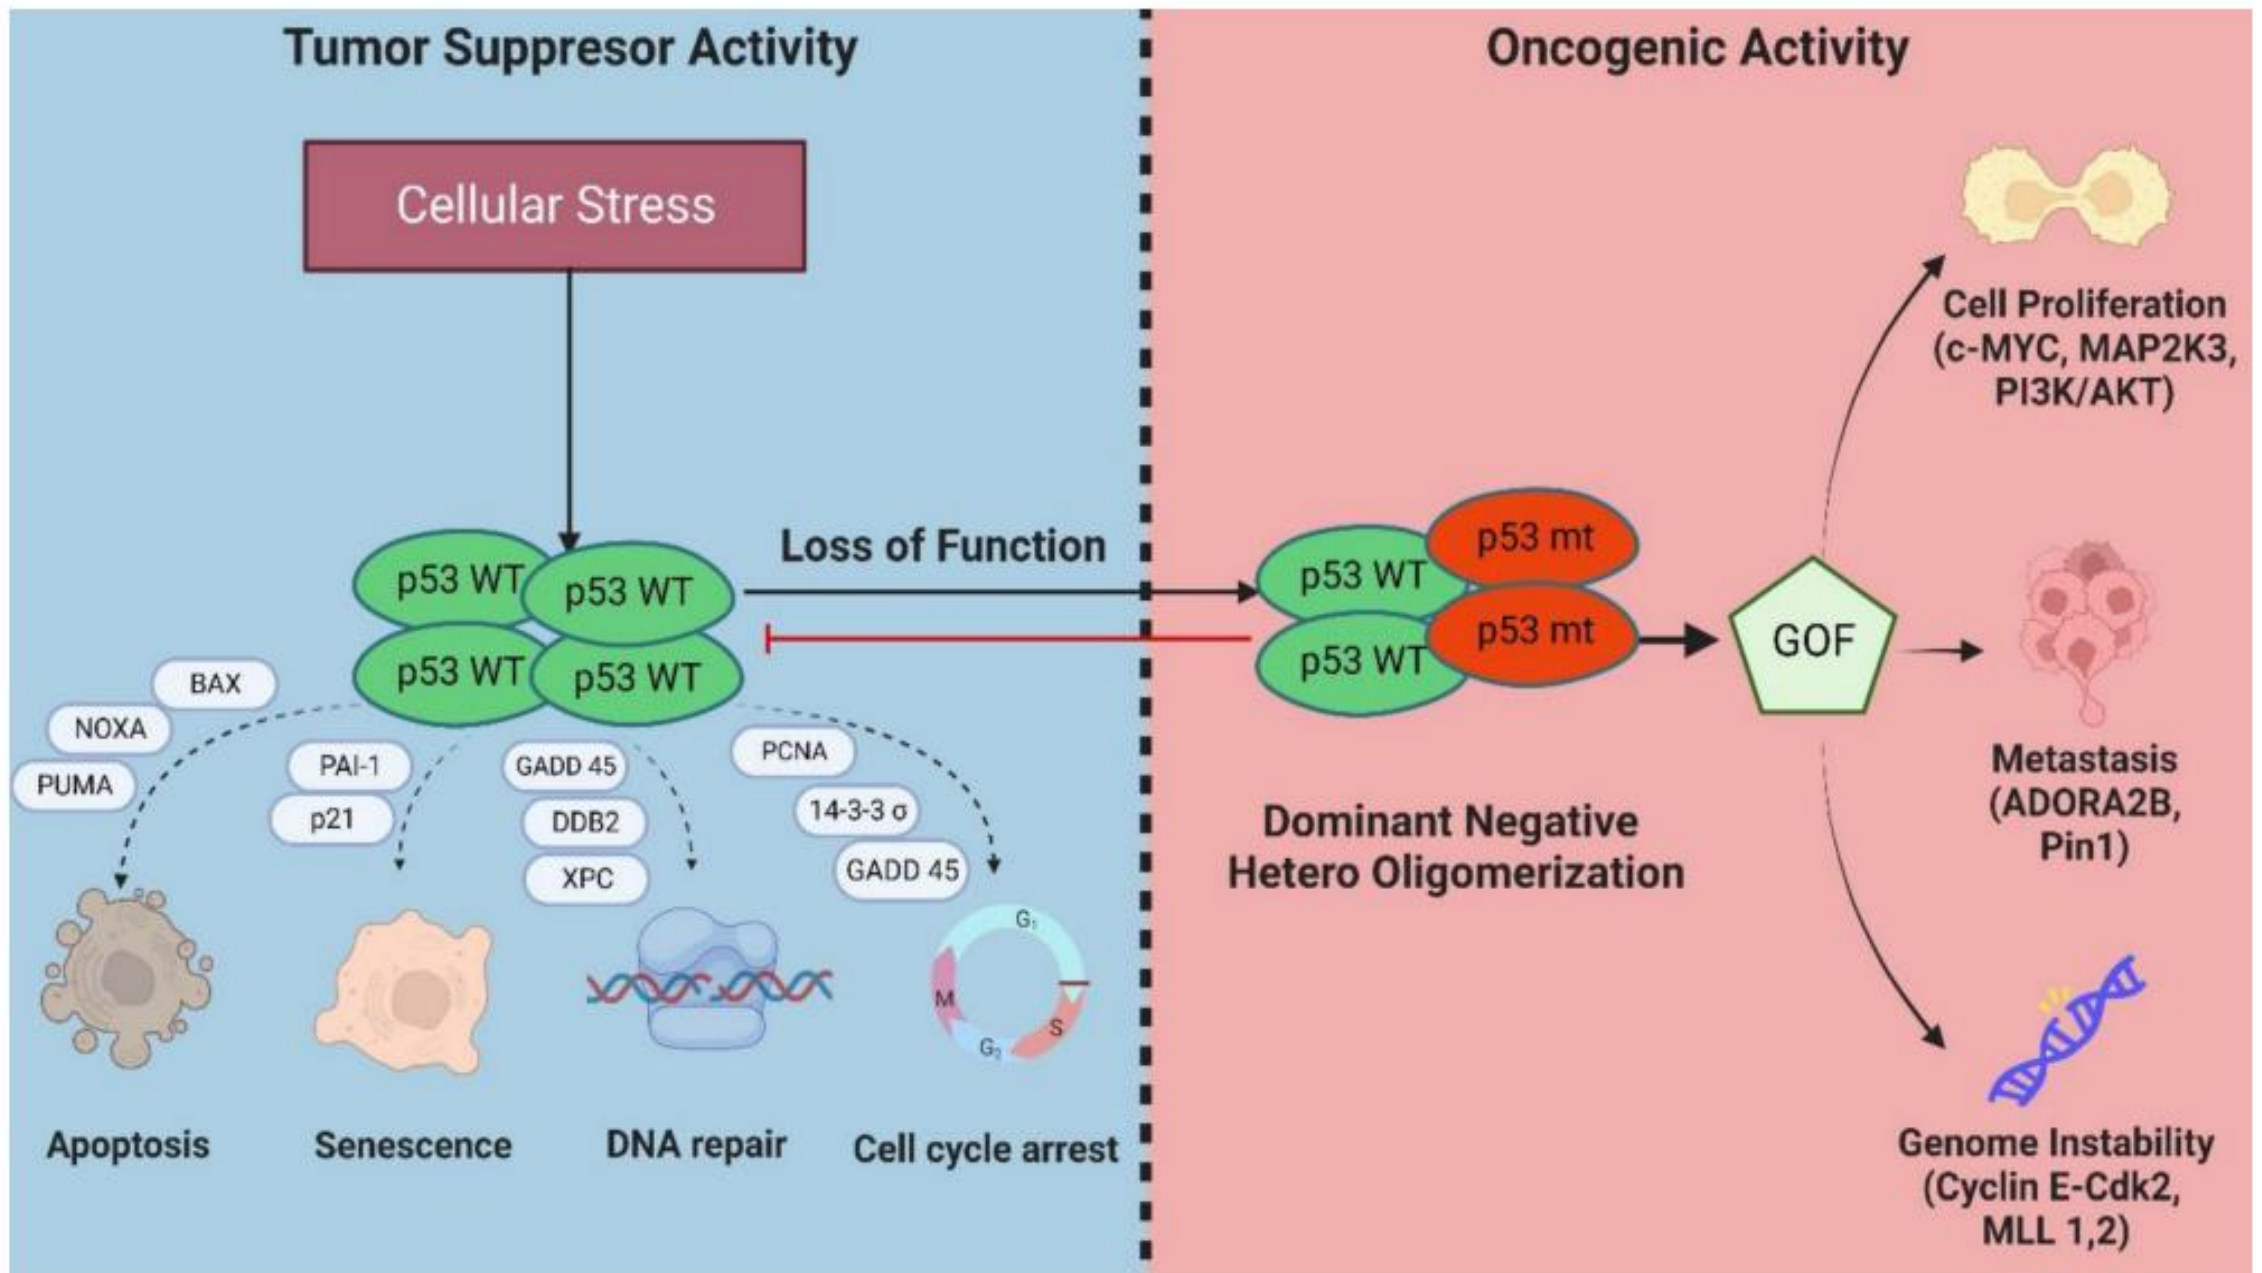 Tumor Suppresor Activity
Cellular Stress
p53 WT
p53 WT
p53 WT
p53 WT
Loss of Function
BAX
NOXA
PUMA
PAI-1
p21
GADD 45
DDB2
XPC
PCNA
14-3-3 σ
GADD 45
G₁
M
S
G₂
Apoptosis
Senescence
DNA repair
Cell cycle arrest
Oncogenic Activity
p53 WT
p53 mt
p53 WT
p53 mt
Dominant Negative
Hetero Oligomerization
GOF
Cell Proliferation
(c-MYC, MAP2K3,
PI3K/AKT)
Metastasis
(ADORA2B,
Pin1)
Genome Instability
(Cyclin E-Cdk2,
MLL 1,2)